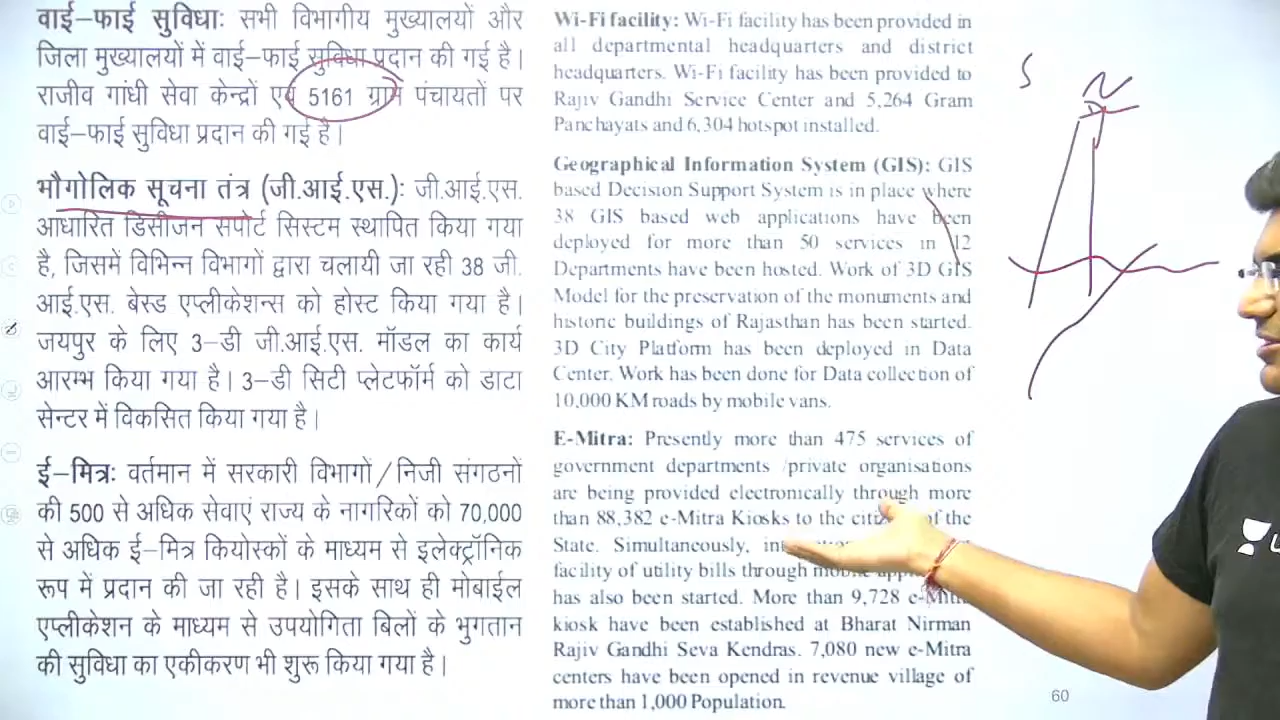 वाई–फाई सुविधाः सभी विभागीय मुख्यालयों और
जिला मुख्यालयों में वाई–फाई सुविधा प्रदान की गई है।
राजीव गांधी सेवा केन्द्रों एवं 5161 ग्राम पंचायतों पर
वाई–फाई सुविधा प्रदान की गई है।
भौगोलिक सूचना तंत्र (जी.आई.एस.): जी.आई.एस.
आधारित डिसीजन सपोर्ट सिस्टम स्थापित किया गया
है, जिसमें विभिन्न विभागों द्वारा चलायी जा रही 38 जी.
आई.एस. बेस्ड एप्लीकेशन्स को होस्ट किया गया है।
जयपुर के लिए 3–डी जी.आई.एस. मॉडल का कार्य
आरम्भ किया गया है। 3–डी सिटी प्लेटफॉर्म को डाटा
सेन्टर में विकसित किया गया है।
ई–मित्रः वर्तमान में सरकारी विभागों/निजी संगठनों
की 500 से अधिक सेवाएं राज्य के नागरिकों को 70,000
से अधिक ई–मित्र कियोस्कों के माध्यम से इलेक्ट्रॉनिक
रूप में प्रदान की जा रही है। इसके साथ ही मोबाईल
एप्लीकेशन के माध्यम से उपयोगिता बिलों के भुगतान
की सुविधा का एकीकरण भी शुरू किया गया है।
Wi-Fi facility: Wi-Fi facility has been provided in
all departmental headquarters and district
headquarters. Wi-Fi facility has been provided to
Rajiv Gandhi Service Center and 5,264 Gram
Panchayats and 6,304 hotspot installed.
Geographical Information System (GIS): GIS
based Decision Support System is in place where
38 GIS based web applications have been
deployed for more than 50 services in 12
Departments have been hosted. Work of 3D GIS
Model for the preservation of the monuments and
historic buildings of Rajasthan has been started.
3D City Platform has been deployed in Data
Center. Work has been done for Data collection of
10,000 KM roads by mobile vans.
E-Mitra: Presently more than 475 services of
government departments /private organisations
are being provided electronically through more
than 88,382 e-Mitra Kiosks to the of the
State. Simultaneously,
facility of utility bills through mobile
has also been started. More than 9,728 e-Mitra
kiosk have been established at Bharat Nirman
Rajiv Gandhi Seva Kendras. 7,080 new e-Mitra
centers have been opened in revenue village of
more than 1,000 Population.
S
N
60